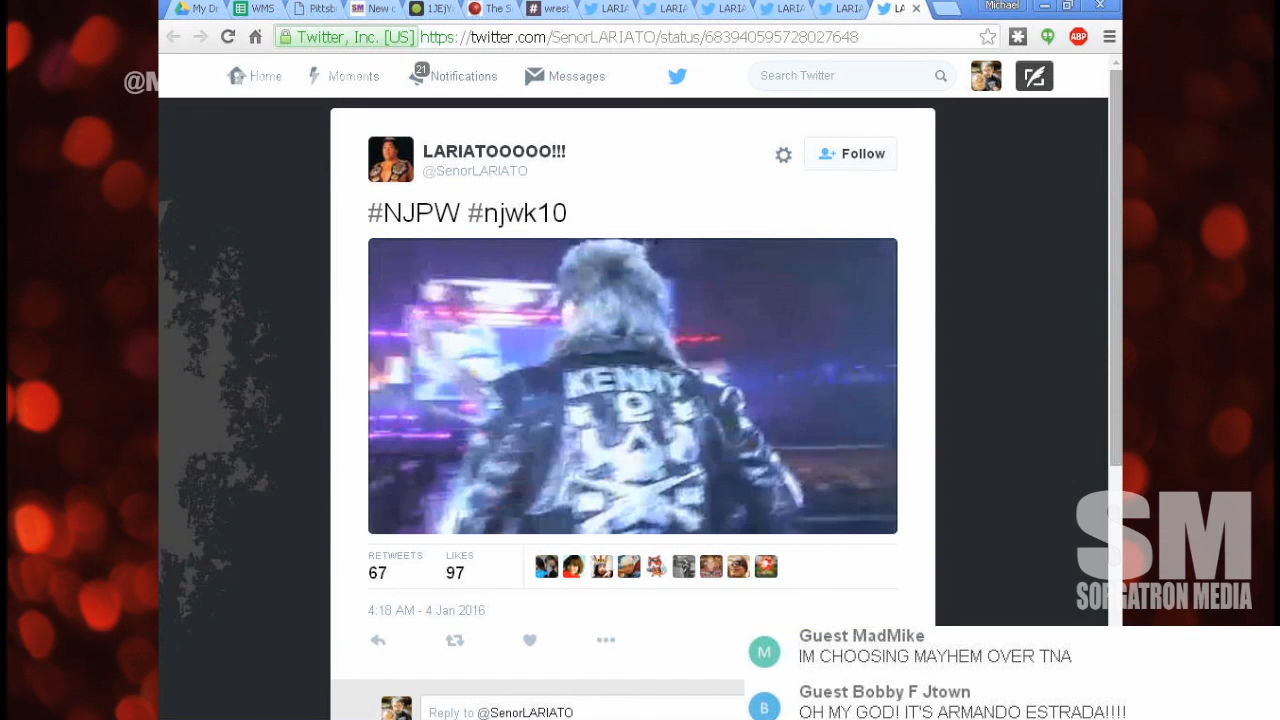 My Dr
WMS
Pittsb
New c
1JEjY
The S
wrest
LARIA
LARIA
LARIA
LARIA
LARIA
LA
Michael
Twitter, Inc. [US] https://twitter.com/SenorLARIATO/status/683940595728027648
ABP
@M
Home
Moments
21
Notifications
Messages
Search Twitter
LARIATOOOOO!!!
@SenorLARIATO
Follow
#NJPW #njwk10
KENNY
RETWEETS
67
LIKES
97
4:18 AM - 4 Jan 2016
Reply to @SenorLARIATO
SM
SORGATRON MEDIA
M
Guest MadMike
IM CHOOSING MAYHEM OVER TNA
B
Guest Bobby F Jtown
OH MY GOD! IT'S ARMANDO ESTRADA!!!!